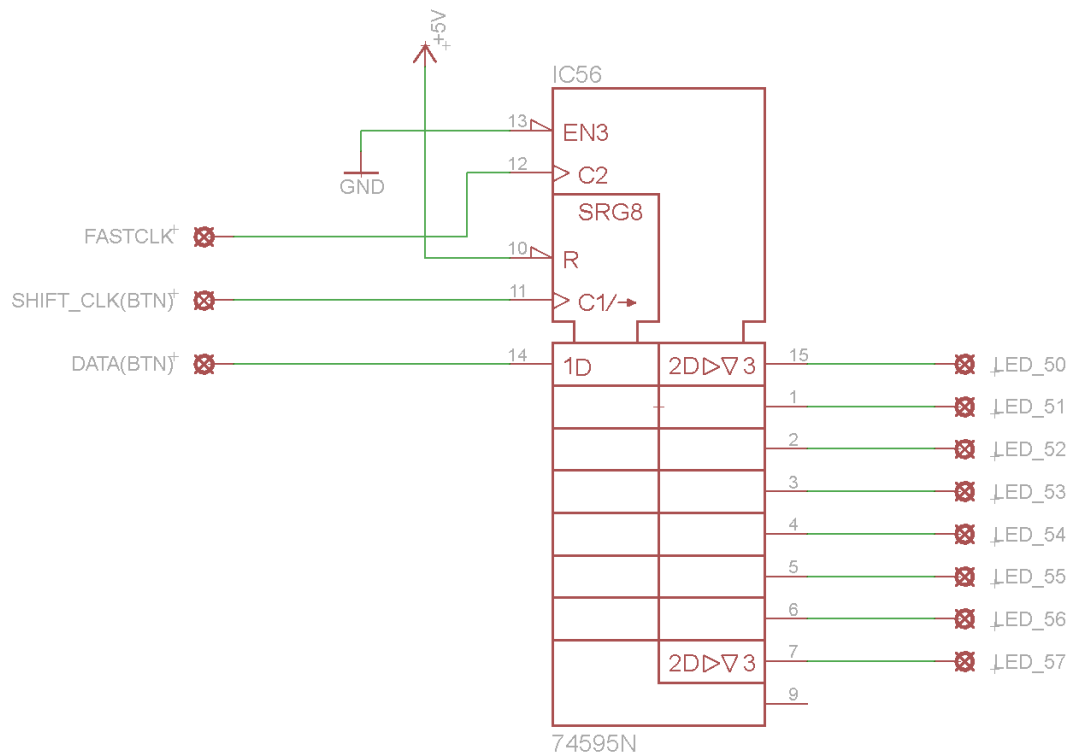 +5V
IC56
13
EN3
12
C2
GND
SRG8
FASTCLK
10
R
SHIFT_CLK(BTN)
11
C1/→
DATA(BTN)
14
1D
2D▷▽3
15
LED_50
1
LED_51
2
LED_52
3
LED_53
4
LED_54
5
LED_55
6
LED_56
2D▷▽3
7
LED_57
9
74595N